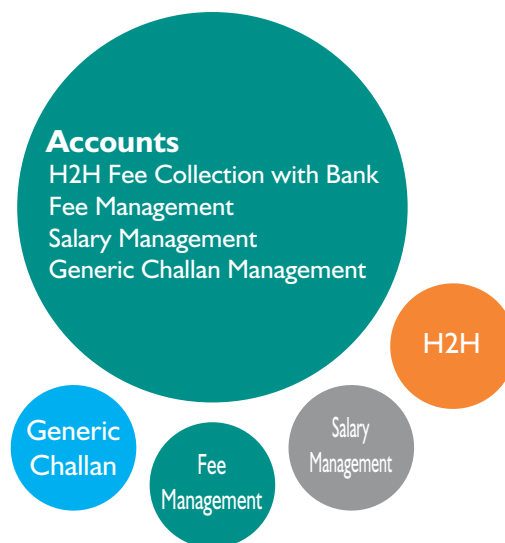 Accounts
H2H Fee Collection with Bank
Fee Management
Salary Management
Generic Challan Management
H2H
Generic
Challan
Fee
Management
Salary
Management